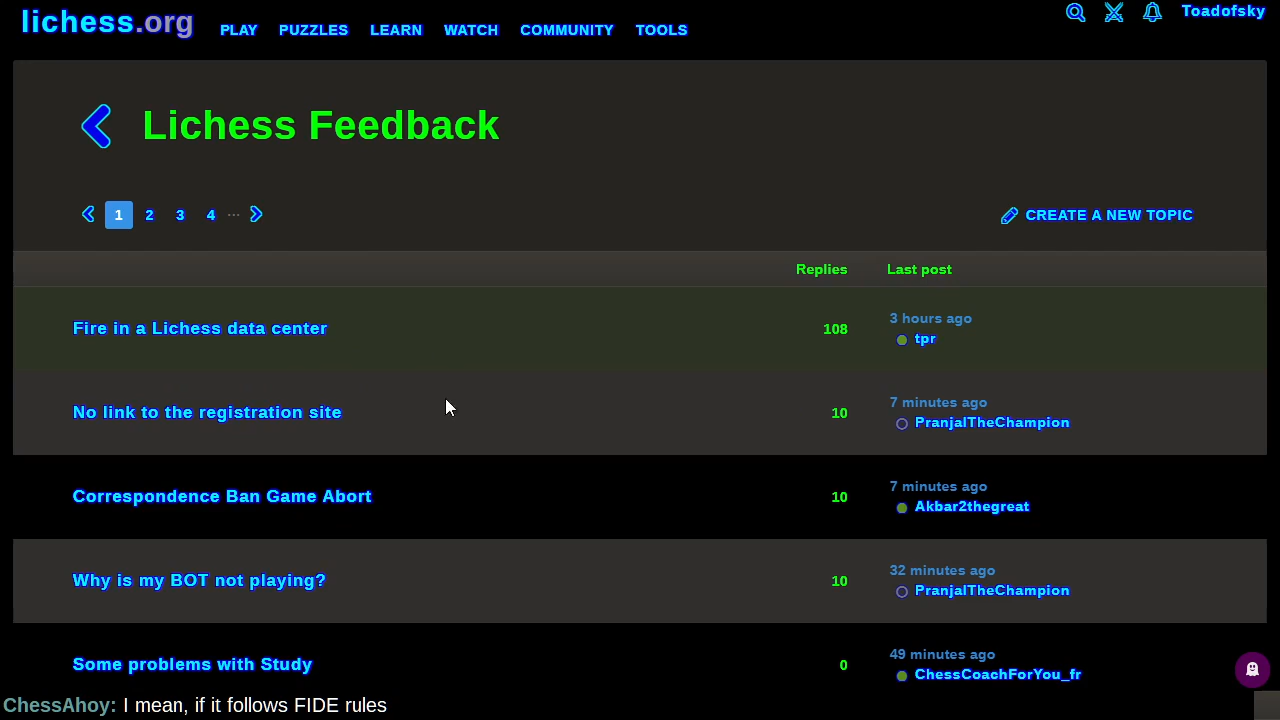 lichess.org PLAY PUZZLES LEARN WATCH COMMUNITY TOOLS Toadofsky
Lichess Feedback
1 2 3 4 ... CREATE A NEW TOPIC
Replies Last post
Fire in a Lichess data center 108 3 hours ago
tpr
No link to the registration site 10 7 minutes ago
PranjalTheChampion
Correspondence Ban Game Abort 10 7 minutes ago
Akbar2thegreat
Why is my BOT not playing? 10 32 minutes ago
PranjalTheChampion
Some problems with Study 0 49 minutes ago
ChessCoachForYou_fr
ChessAhoy: I mean, if it follows FIDE rules